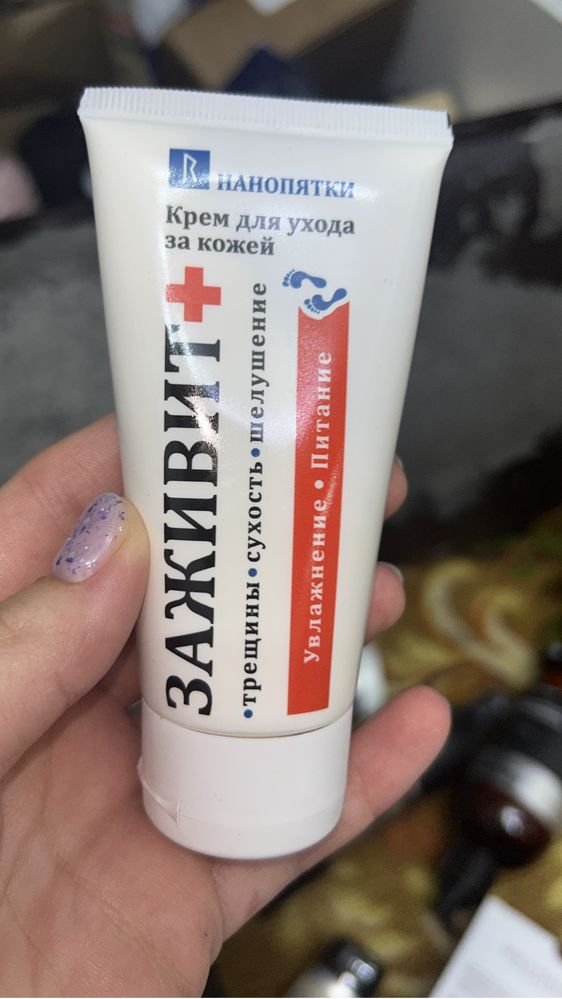 НАНОПЯТКИ
Крем для ухода
за кожей
ЗАЖИВИТ+
•трещины•сухость•шелушение
Увлажнение • Питание